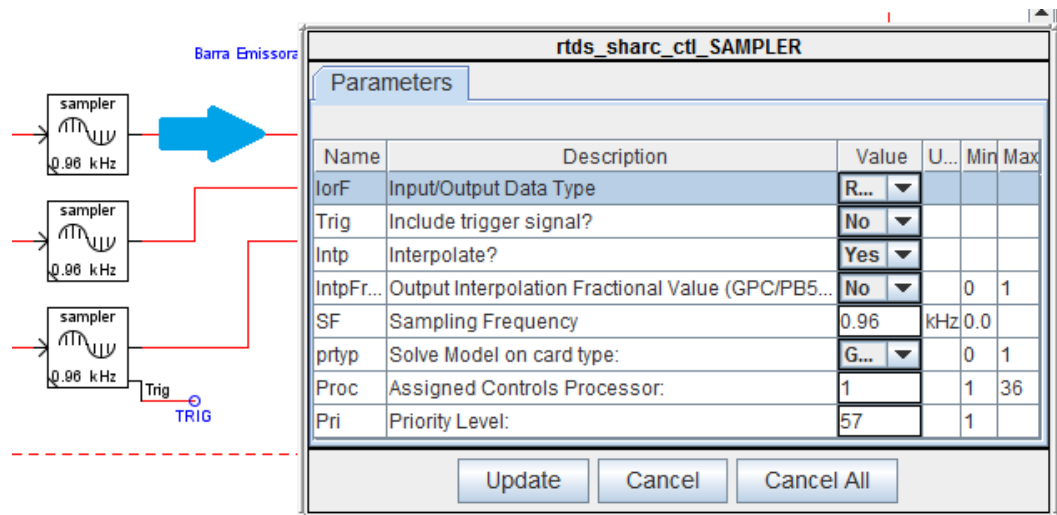 Barra Emissora
sampler
0.96 kHz
sampler
0.96 kHz
sampler
0.96 kHz
Trig
TRIG
rtds_sharc_ctl_SAMPLER
Parameters
Name Description Value U... Min Max
IorF Input/Output Data Type R...
Trig Include trigger signal? No
Intp Interpolate? Yes
IntpFr... Output Interpolation Fractional Value (GPC/PB5... No 0 1
SF Sampling Frequency 0.96 kHz 0.0
prtyp Solve Model on card type: G... 0 1
Proc Assigned Controls Processor: 1 1 36
Pri Priority Level: 57 1
Update Cancel Cancel All